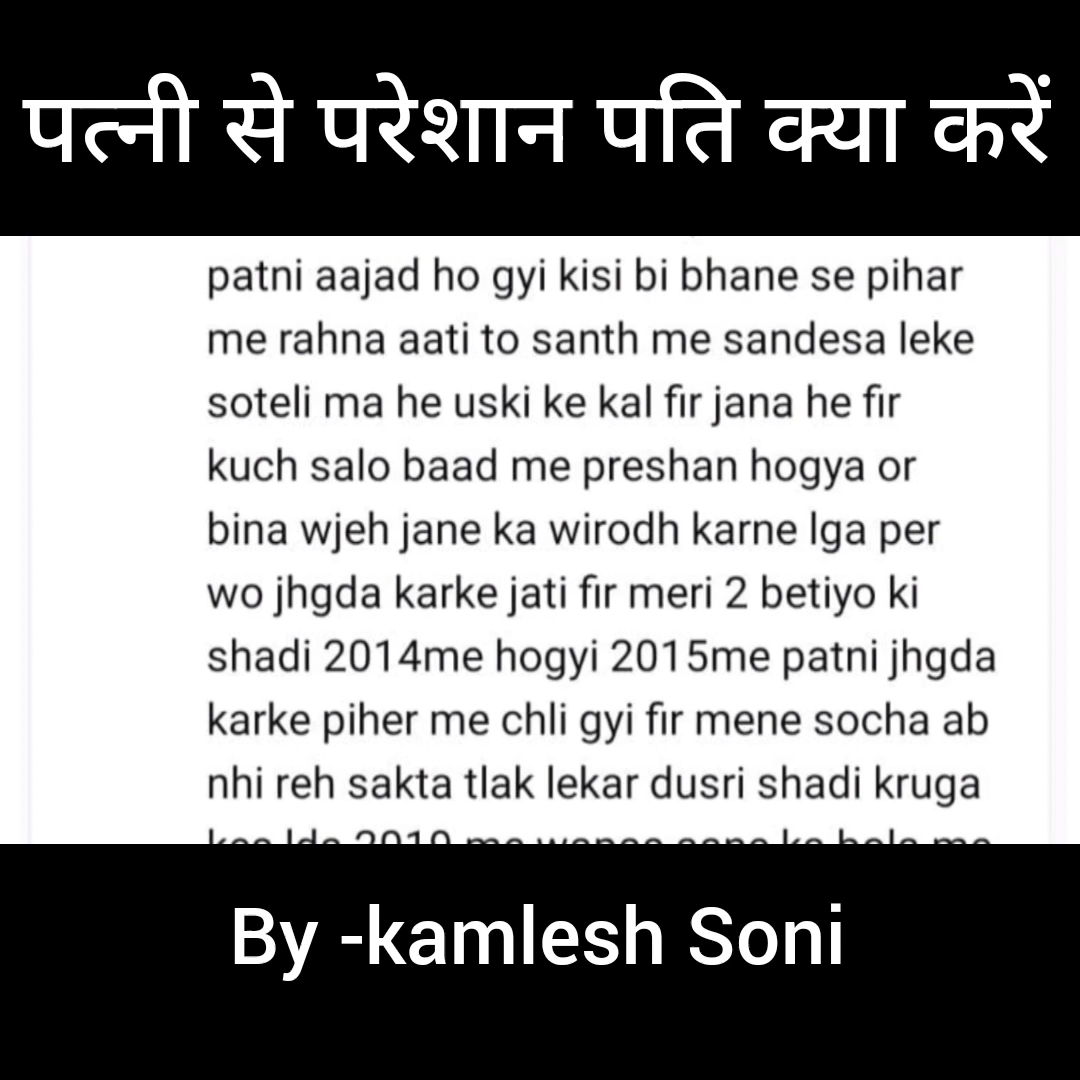 पत्नी से परेशान पति क्या करें
patni aajad ho gyi kisi bi bhane se pihar
me rahna aati to santh me sandesa leke
soteli ma he uski ke kal fir jana he fir
kuch salo baad me preshan hogya or
bina wjeh jane ka wirodh karne lga per
wo jhgda karke jati fir meri 2 betiyo ki
shadi 2014me hogyi 2015me patni jhgda
karke piher me chli gyi fir mene socha ab
nhi reh sakta tlak lekar dusri shadi kruga
2019 me
By -kamlesh Soni